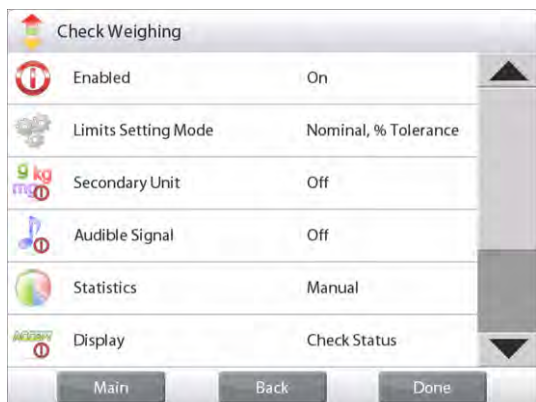 Check Weighing
Enabled On
Limits Setting Mode Nominal, % Tolerance
g kg
mg
Secondary Unit Off
Audible Signal Off
Statistics Manual
Display Check Status
Main Back Done